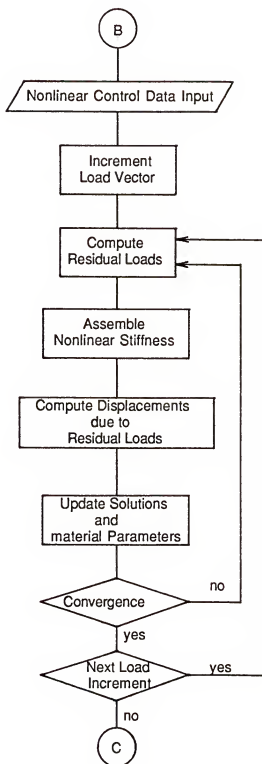 B
Nonlinear Control Data Input
Increment
Load Vector
Compute
Residual Loads
Assemble
Nonlinear Stiffness
Compute Displacements
due to
Residual Loads
Update Solutions
and
material Parameters
Convergence
no
yes
Next Load
Increment
yes
no
C